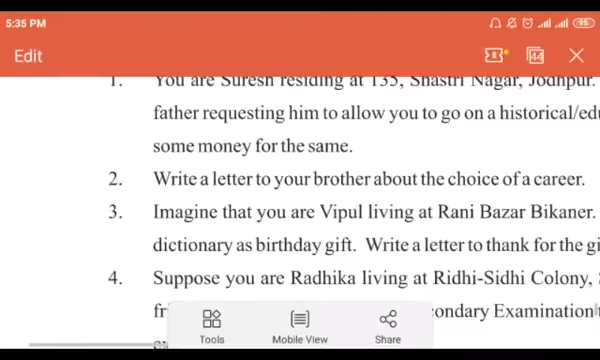 5:35 PM
95
Edit
8
44
1. You are Suresh residing at 135, Shastri Nagar, Jodhpur.
father requesting him to allow you to go on a historical/edu
some money for the same.
2. Write a letter to your brother about the choice of a career.
3. Imagine that you are Vipul living at Rani Bazar Bikaner.
dictionary as birthday gift. Write a letter to thank for the gi
4. Suppose you are Radhika living at Ridhi-Sidhi Colony,
condary Examination
Tools Mobile View Share